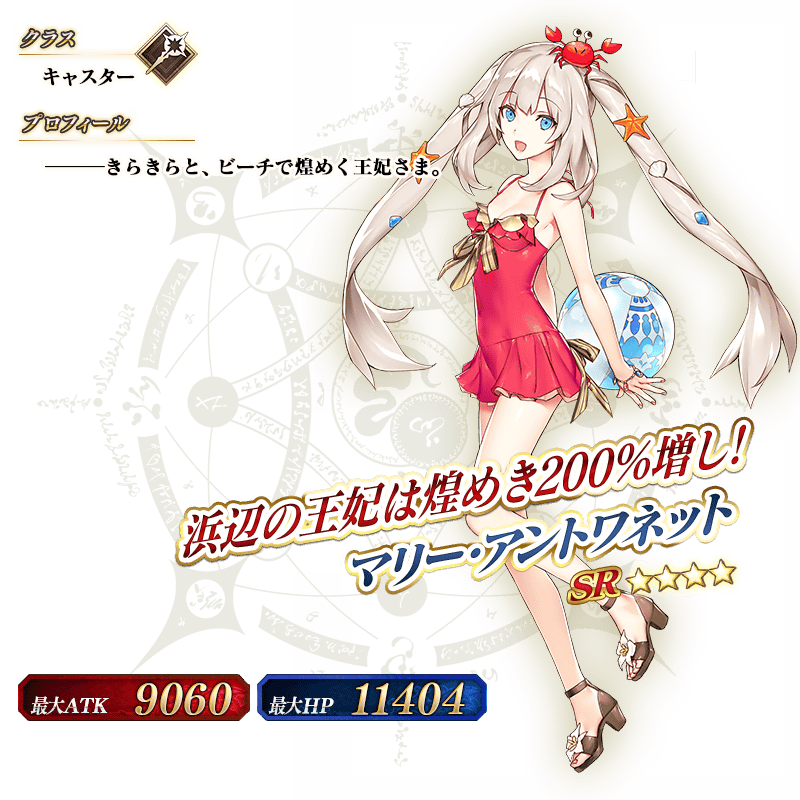 クラス
キャスター
プロフィール
―――きらきらと、ビーチで煌めく王妃さま。
浜辺の王妃は煌めき200%増し!
マリー・アントワネット
SR ☆☆☆☆
最大ATK 9060
最大HP 11404